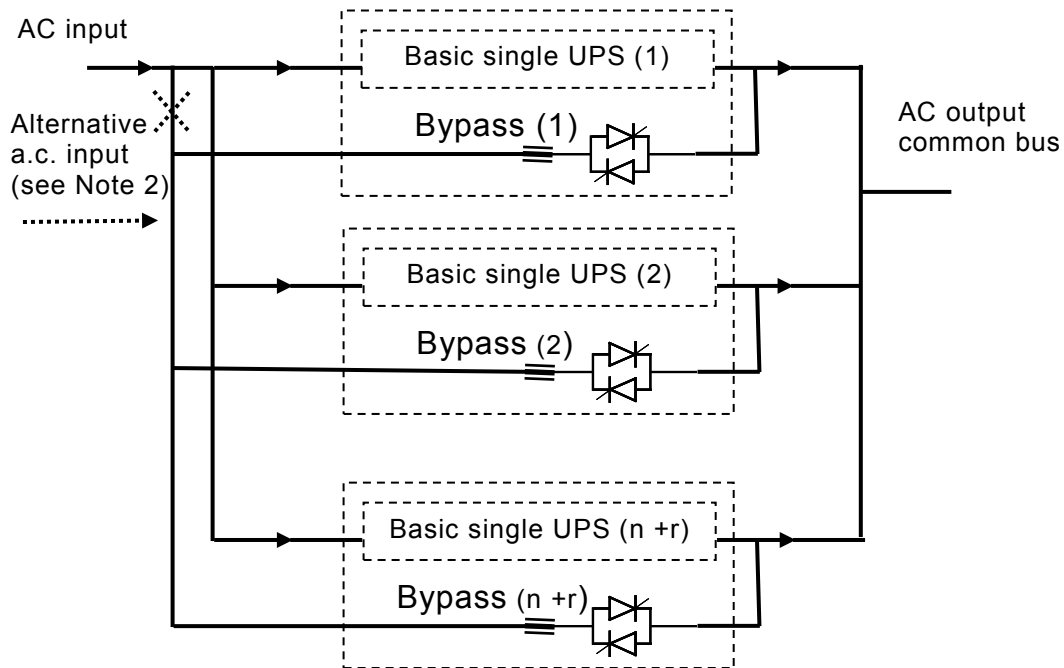 AC input
Basic single UPS (1)
Bypass (1)
Alternative
a.c. input
(see Note 2)
AC output
common bus
Basic single UPS (2)
Bypass (2)
Basic single UPS (n +r)
Bypass (n +r)